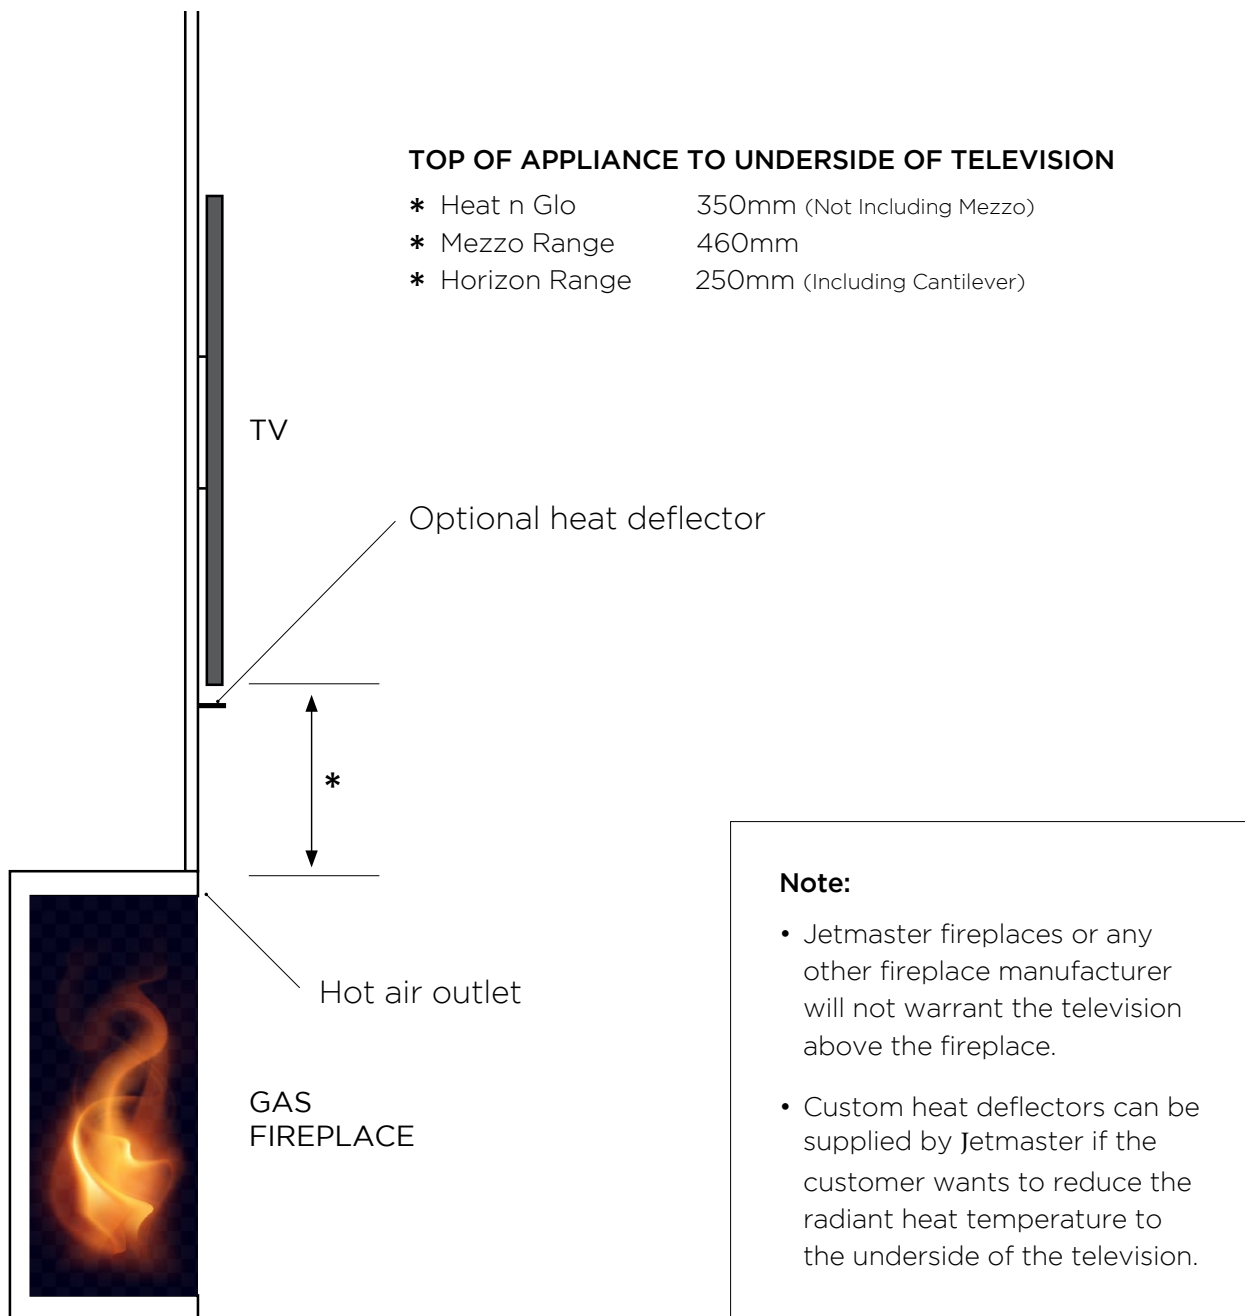 TOP OF APPLIANCE TO UNDERSIDE OF TELEVISION
* Heat n Glo 350mm (Not Including Mezzo)
* Mezzo Range 460mm
* Horizon Range 250mm (Including Cantilever)
TV
Optional heat deflector
*
Hot air outlet
GAS
FIREPLACE
Note:
• Jetmaster fireplaces or any
other fireplace manufacturer
will not warrant the television
above the fireplace.
• Custom heat deflectors can be
supplied by Jetmaster if the
customer wants to reduce the
radiant heat temperature to
the underside of the television.